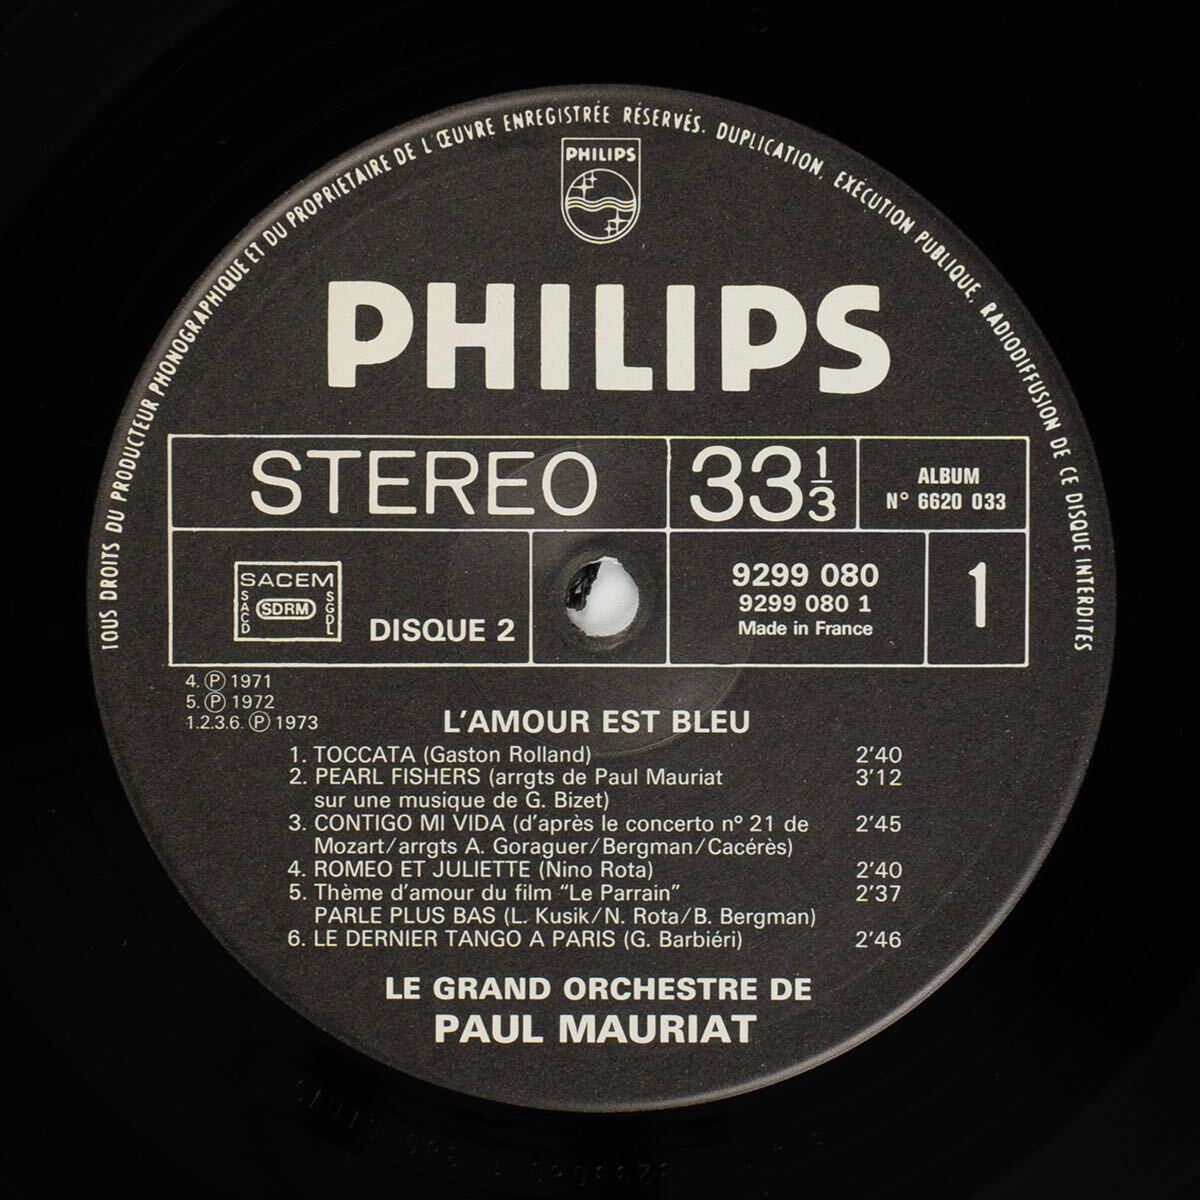 TOUS DROITS DU PRODUCTEUR PHONOGRAPHIQUE ET DU PROPRIÉTAIRE DE L'ŒUVRE ENREGISTRÉE RÉSERVÉS. DUPLICATION, EXÉCUTION PUBLIQUE, RADIODIFFUSION DE CE DISQUE INTERDITES
PHILIPS
PHILIPS
STEREO 33 1/3 ALBUM
N° 6620 033
SACEM
SACD SDRM SGDL
DISQUE 2
9299 080
9299 080 1
Made in France
1
4. ℗ 1971
5. ℗ 1972
1.2.3.6. ℗ 1973
L'AMOUR EST BLEU
1. TOCCATA (Gaston Rolland) 2'40
2. PEARL FISHERS (arrgts de Paul Mauriat 3'12
sur une musique de G. Bizet)
3. CONTIGO MI VIDA (d'après le concerto n° 21 de 2'45
Mozart/arrgts A. Goraguer/Bergman/Cacérès)
4. ROMEO ET JULIETTE (Nino Rota) 2'40
5. Thème d'amour du film "Le Parrain" 2'37
PARLE PLUS BAS (L. Kusik/N. Rota/B. Bergman)
6. LE DERNIER TANGO A PARIS (G. Barbiéri) 2'46
LE GRAND ORCHESTRE DE
PAUL MAURIAT